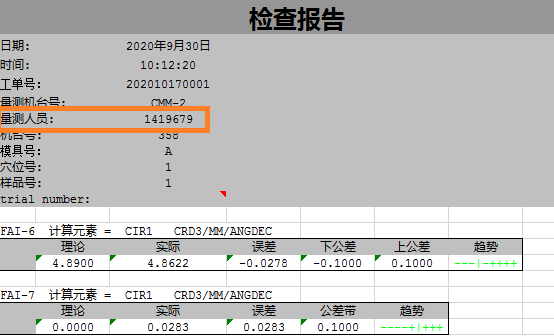 检查报告
日期: 2020年9月30日
时间: 10:12:20
工单号: 202010170001
量测机台号: CMM-2
量测人员: 1419679
机台号: 358
模具号: A
穴位号: 1
样品号: 1
trial number:
FAI-6 计算元素 = CIR1 CRD3/MM/ANGDEC
理论 实际 误差 下公差 上公差 趋势
4.8900 4.8622 -0.0278 -0.1000 0.1000 ---|-++++
FAI-7 计算元素 = CIR1 CRD3/MM/ANGDEC
理论 实际 误差 公差带 趋势
0.0000 0.0283 0.0283 0.1000 ----+|+++